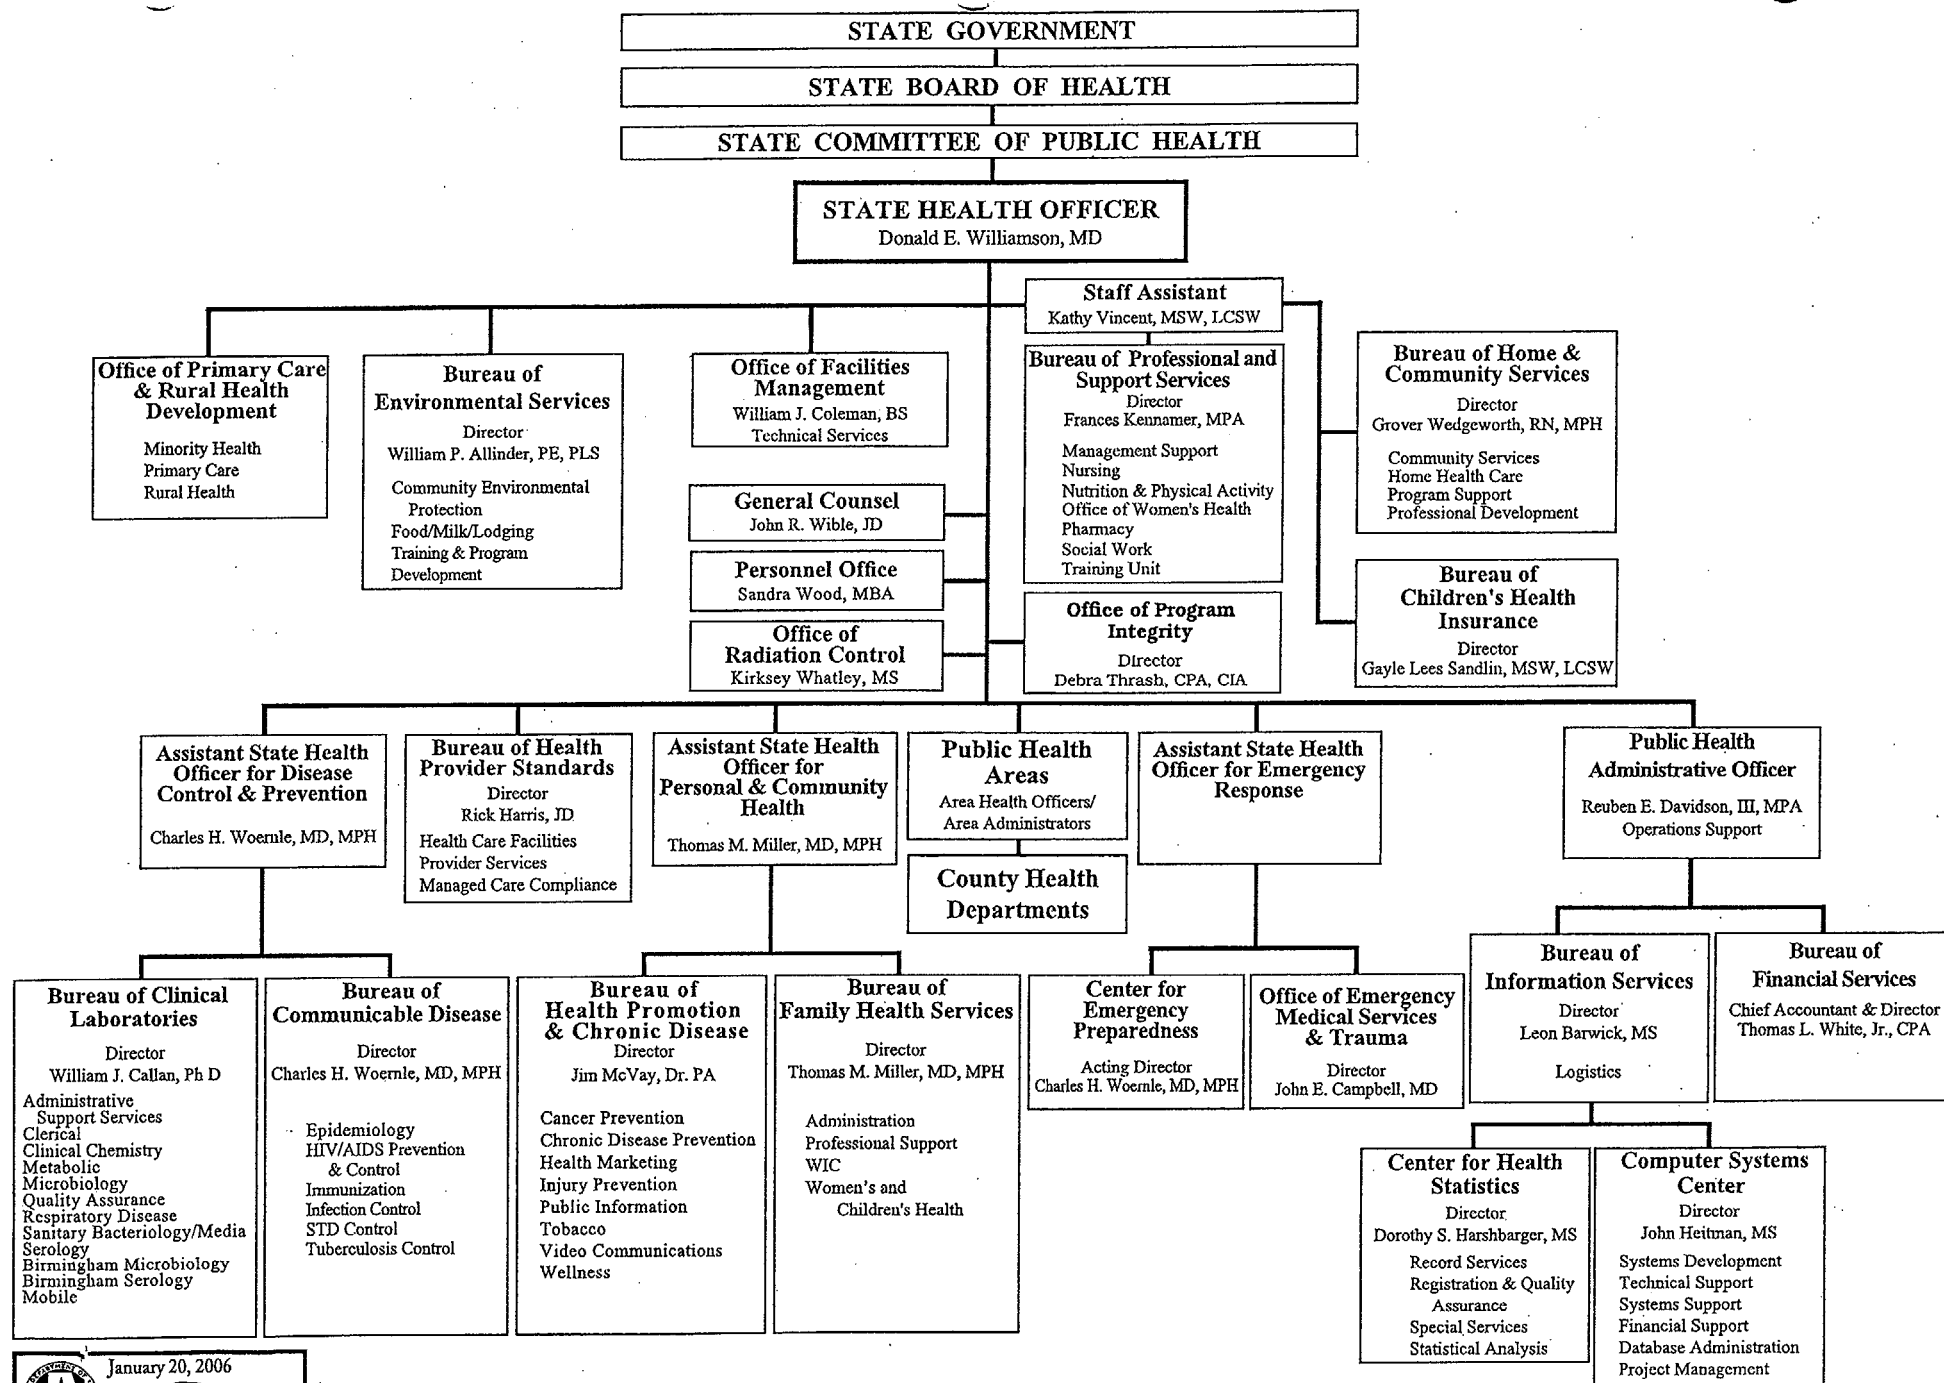 STATE GOVERNMENT
STATE BOARD OF HEALTH
STATE COMMITTEE OF PUBLIC HEALTH
STATE HEALTH OFFICER
Donald E. Williamson, MD
Staff Assistant
Kathy Vincent, MSW, LCSW
Office of Primary Care
& Rural Health
Development
Minority Health
Primary Care
Rural Health
Bureau of
Environmental Services
Director
William P. Allinder, PE, PLS
Community Environmental
Protection
Food/Milk/Lodging
Training & Program
Development
Office of Facilities
Management
William J. Coleman, BS
Technical Services
General Counsel
John R. Wible, JD
Personnel Office
Sandra Wood, MBA
Office of
Radiation Control
Kirksey Whatley, MS
Bureau of Professional and
Support Services
Director
Frances Kennamer, MPA
Management Support
Nursing
Nutrition & Physical Activity
Office of Women's Health
Pharmacy
Social Work
Training Unit
Office of Program
Integrity
Director
Debra Thrash, CPA, CIA
Bureau of Home &
Community Services
Director
Grover Wedgeworth, RN, MPH
Community Services
Home Health Care
Program Support
Professional Development
Bureau of
Children's Health
Insurance
Director
Gayle Lees Sandlin, MSW, LCSW
Assistant State Health
Officer for Disease
Control & Prevention
Charles H. Woernle, MD, MPH
Bureau of Health
Provider Standards
Director
Rick Harris, JD
Health Care Facilities
Provider Services
Managed Care Compliance
Assistant State Health
Officer for
Personal & Community
Health
Thomas M. Miller, MD, MPH
Public Health
Areas
Area Health Officers/
Area Administrators
County Health
Departments
Assistant State Health
Officer for Emergency
Response
Public Health
Administrative Officer
Reuben E. Davidson, III, MPA
Operations Support
Bureau of Clinical
Laboratories
Director
William J. Callan, Ph D
Administrative
Support Services
Clerical
Clinical Chemistry
Metabolic
Microbiology
Quality Assurance
Respiratory Disease
Sanitary Bacteriology/Media
Serology
Birmingham Microbiology
Birmingham Serology
Mobile
Bureau of
Communicable Disease
Director
Charles H. Woernle, MD, MPH
Epidemiology
HIV/AIDS Prevention
& Control
Immunization
Infection Control
STD Control
Tuberculosis Control
Bureau of
Health Promotion
& Chronic Disease
Director
Jim McVay, Dr. PA
Cancer Prevention
Chronic Disease Prevention
Health Marketing
Injury Prevention
Public Information
Tobacco
Video Communications
Wellness
Bureau of
Family Health Services
Director
Thomas M. Miller, MD, MPH
Administration
Professional Support
WIC
Women's and
Children's Health
Center for
Emergency
Preparedness
Acting Director
Charles H. Woernle, MD, MPH
Office of Emergency
Medical Services
& Trauma
Director
John E. Campbell, MD
Bureau of
Information Services
Director
Leon Barwick, MS
Logistics
Bureau of
Financial Services
Chief Accountant & Director
Thomas L. White, Jr., CPA
Center for Health
Statistics
Director
Dorothy S. Harshbarger, MS
Record Services
Registration & Quality
Assurance
Special Services
Statistical Analysis
Computer Systems
Center
Director
John Heitman, MS
Systems Development
Technical Support
Systems Support
Financial Support
Database Administration
Project Management
January 20, 2006